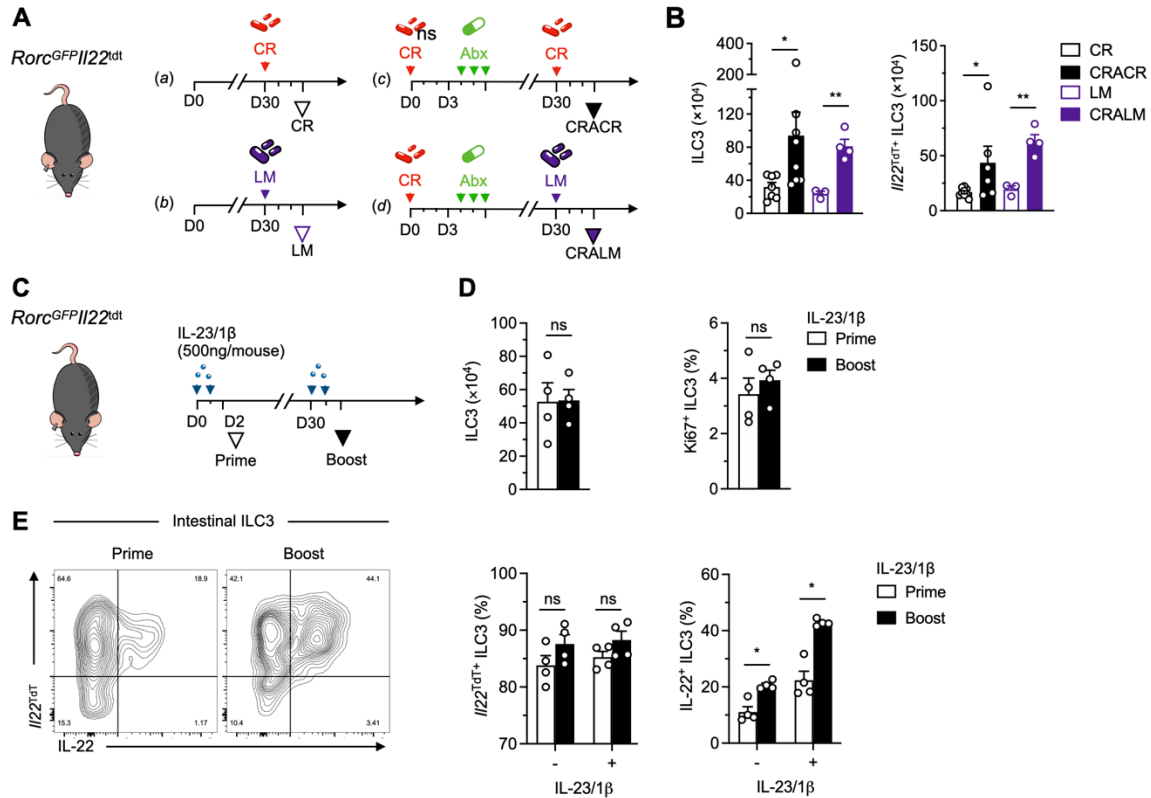 A
Rorc^GFP Il22^tdt
(a)
CR
D0
D30
CR
(b)
LM
D0
D30
LM
(c)
ns
CR
Abx
CR
D0
D3
D30
CRACR
(d)
CR
Abx
LM
D0
D3
D30
CRALM
B
ILC3 (×10⁴)
400
200
120
80
40
0
*
**
Il22^TdT+ ILC3 (×10⁴)
150
100
50
0
*
**
CR
CRACR
LM
CRALM
C
Rorc^GFP Il22^tdt
IL-23/1β
(500ng/mouse)
D0
D2
D30
Prime
Boost
D
ILC3 (×10⁴)
100
80
60
40
20
0
ns
Ki67⁺ ILC3 (%)
6
4
2
0
ns
IL-23/1β
Prime
Boost
E
Intestinal ILC3
Prime
Boost
64.6
18.9
15.3
1.17
42.1
44.1
10.4
3.41
Il22^TdT
IL-22
Il22^TdT+ ILC3 (%)
100
90
80
70
ns
ns
-
+
IL-23/1β
IL-22⁺ ILC3 (%)
60
40
20
0
*
*
-
+
IL-23/1β
IL-23/1β
Prime
Boost